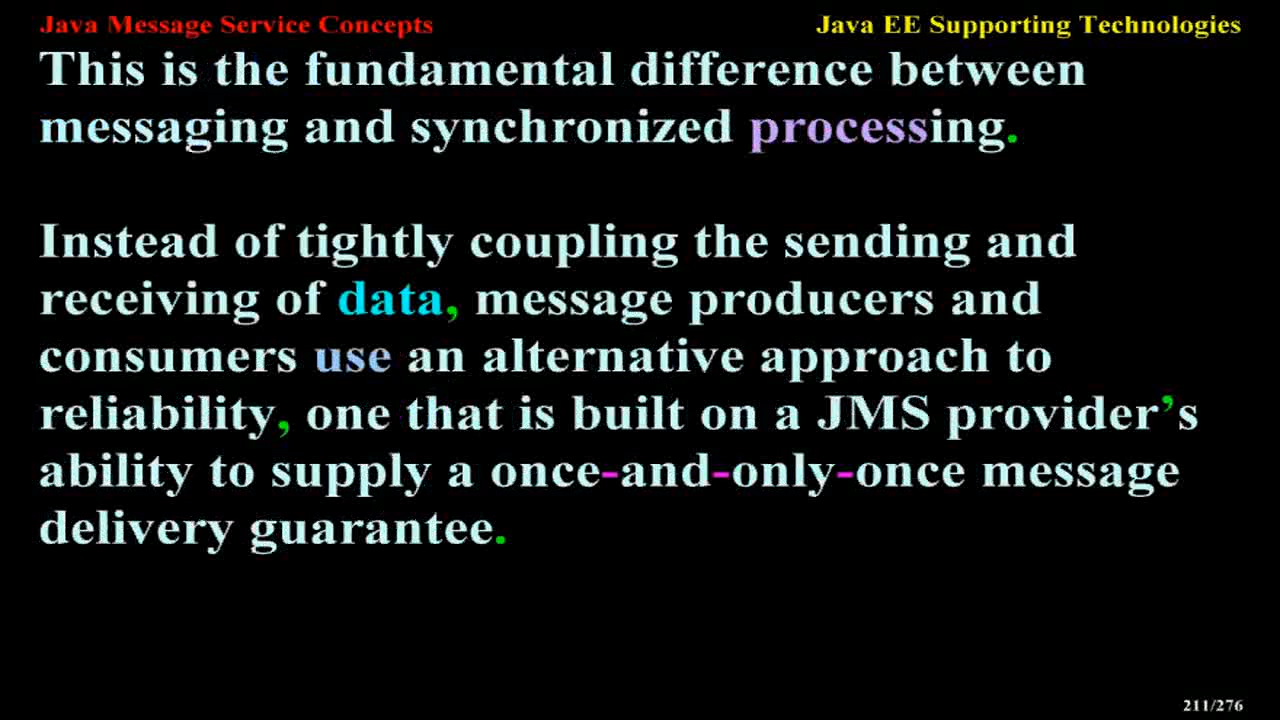 Java Message Service Concepts
Java EE Supporting Technologies
This is the fundamental difference between
messaging and synchronized processing.
Instead of tightly coupling the sending and
receiving of data, message producers and
consumers use an alternative approach to
reliability, one that is built on a JMS provider’s
ability to supply a once-and-only-once message
delivery guarantee.
211/276